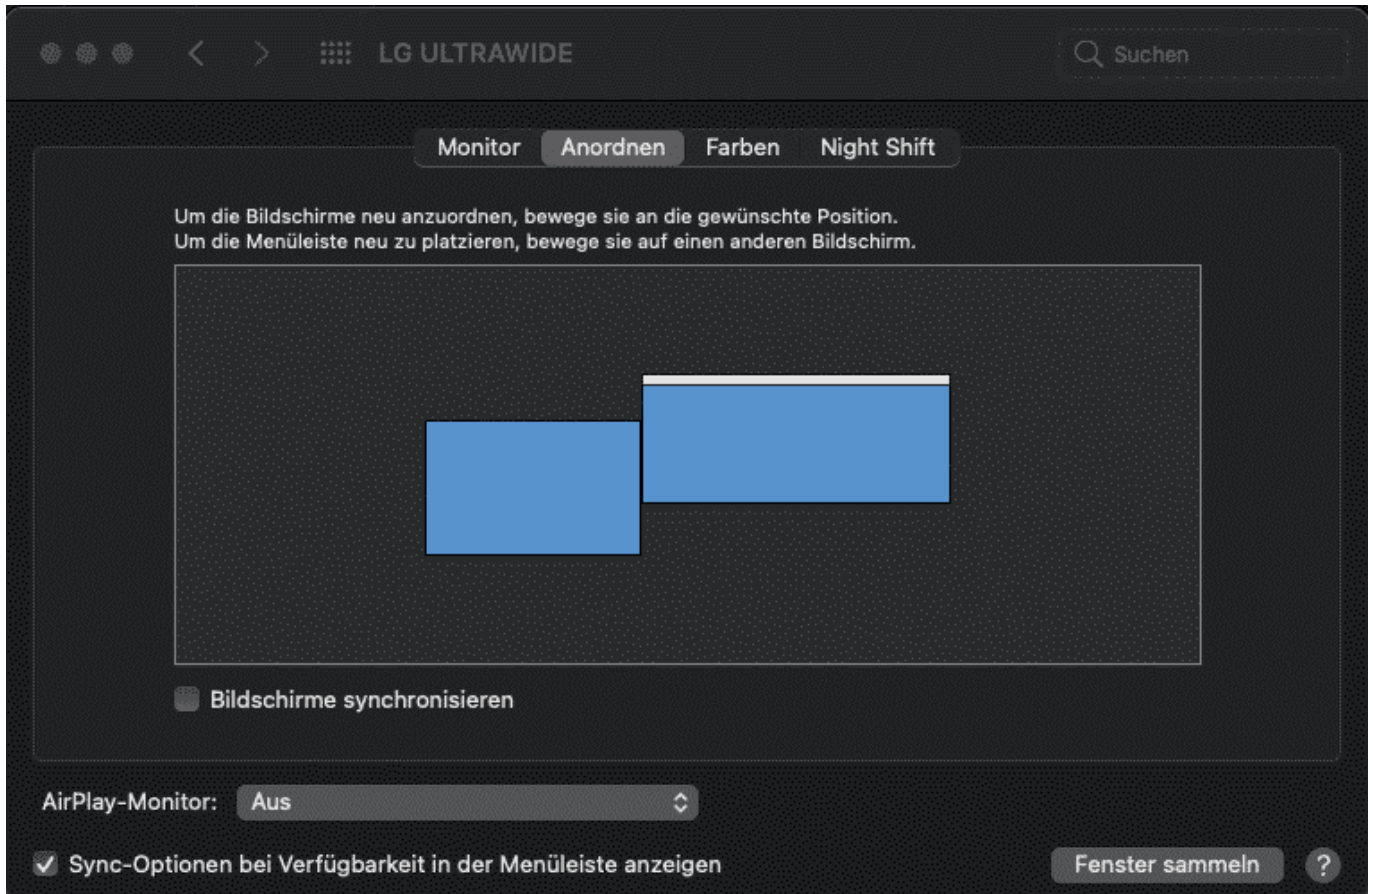 LG ULTRAWIDE
Suchen
Monitor Anordnen Farben Night Shift
Um die Bildschirme neu anzuordnen, bewege sie an die gewünschte Position.
Um die Menüleiste neu zu platzieren, bewege sie auf einen anderen Bildschirm.
Bildschirme synchronisieren
AirPlay-Monitor: Aus
Sync-Optionen bei Verfügbarkeit in der Menüleiste anzeigen
Fenster sammeln ?